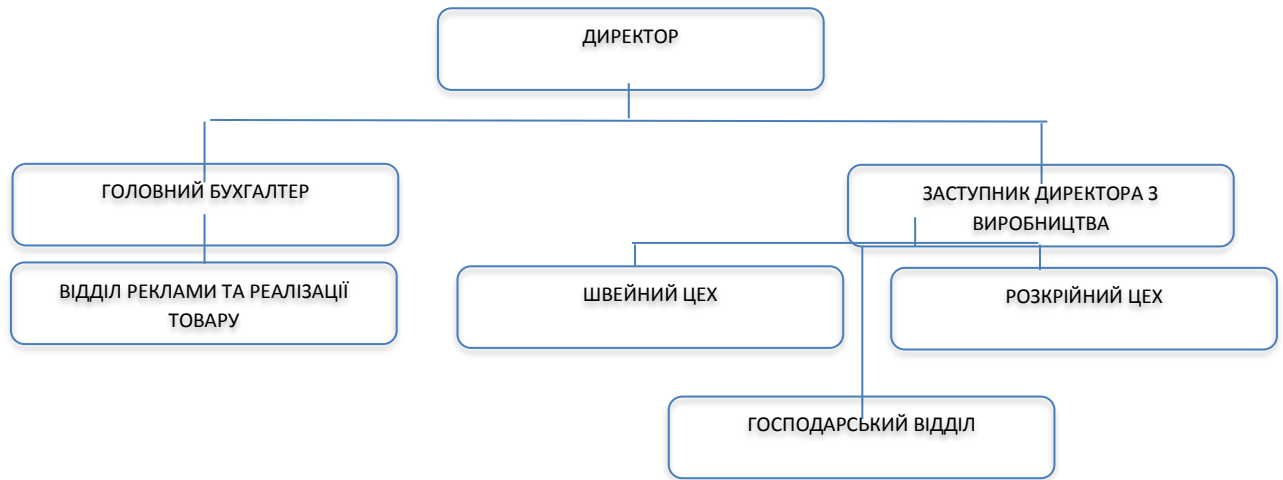 ДИРЕКТОР
ГОЛОВНИЙ БУХГАЛТЕР
ЗАСТУПНИК ДИРЕКТОРА З
ВИРОБНИЦТВА
ВІДДІЛ РЕКЛАМИ ТА РЕАЛІЗАЦІЇ
ТОВАРУ
ШВЕЙНИЙ ЦЕХ
РОЗКРІЙНИЙ ЦЕХ
ГОСПОДАРСЬКИЙ ВІДДІЛ